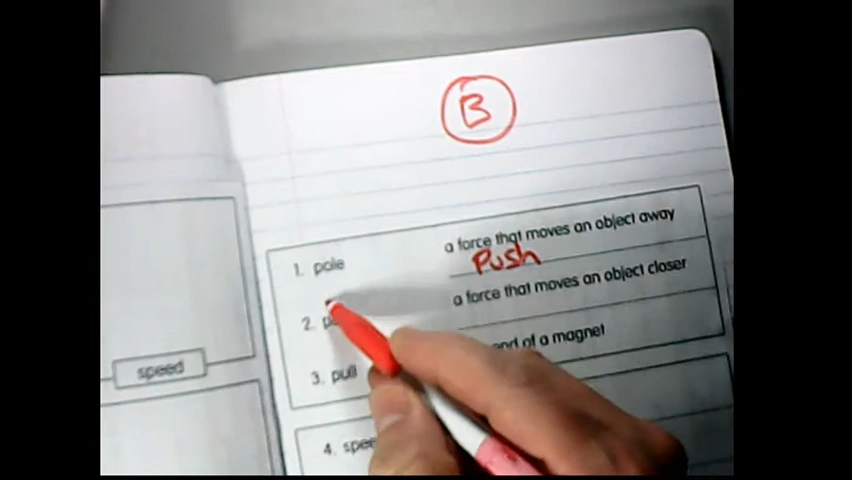 B
1. pole
a force that moves an object away
Push
2.
a force that moves an object closer
3. pull
end of a magnet
speed
4.